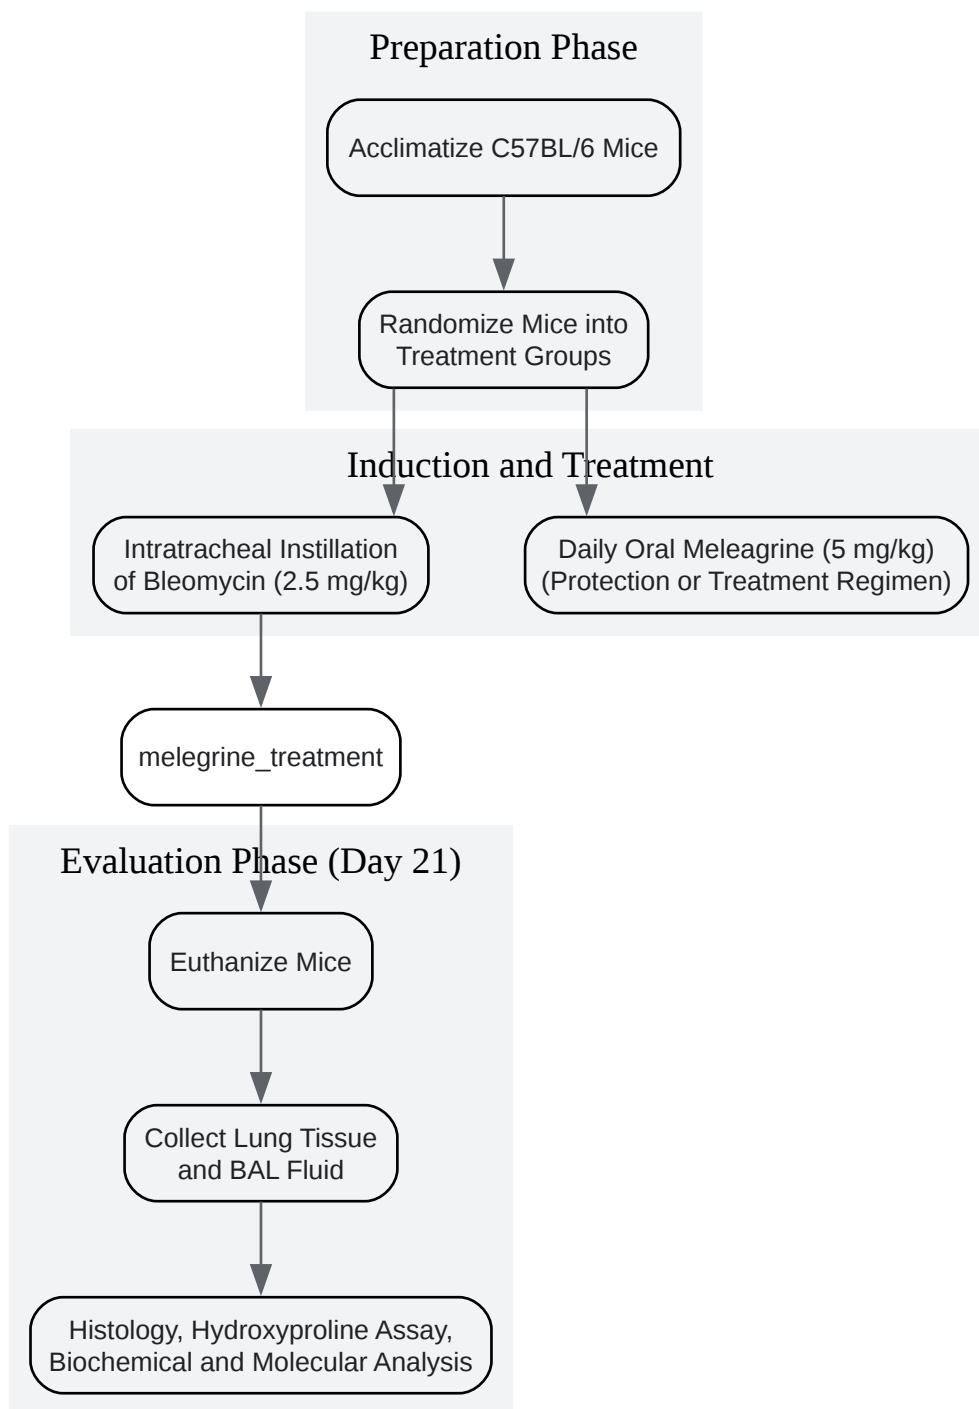 Preparation Phase
Acclimatize C57BL/6 Mice
Randomize Mice into
Treatment Groups
Induction and Treatment
Intratracheal Instillation
of Bleomycin (2.5 mg/kg)
Daily Oral Meleagrine (5 mg/kg)
(Protection or Treatment Regimen)
melegrine_treatment
Evaluation Phase (Day 21)
Euthanize Mice
Collect Lung Tissue
and BAL Fluid
Histology, Hydroxyproline Assay,
Biochemical and Molecular Analysis